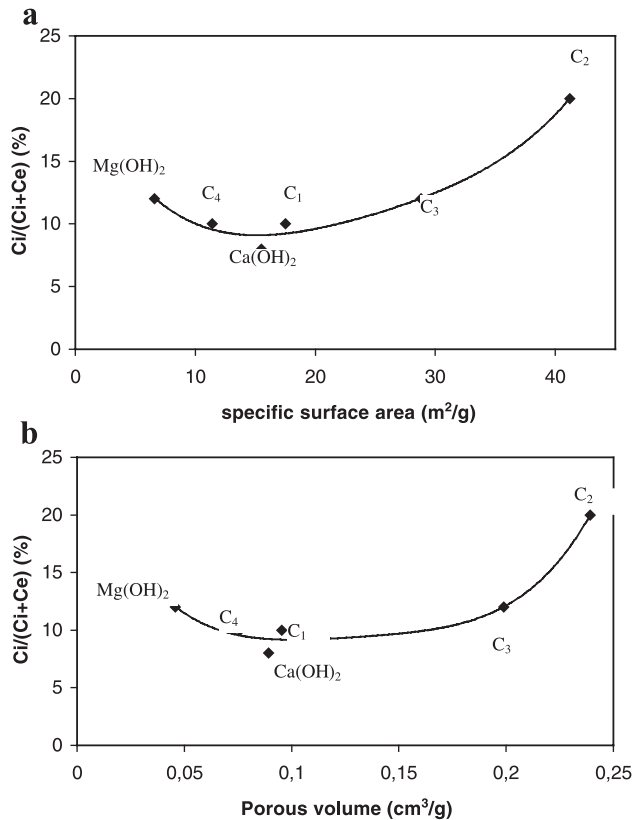 a
25
20
15
10
5
0
Ci/(Ci+Ce) (%)
C₂
Mg(OH)₂
C₄
C₁
C₃
Ca(OH)₂
0 10 20 30 40
specific surface area (m²/g)
b
25
20
15
10
5
0
Ci/(Ci+Ce) (%)
C₂
Mg(OH)₂
C₄
C₁
C₃
Ca(OH)₂
0 0,05 0,1 0,15 0,2 0,25
Porous volume (cm³/g)